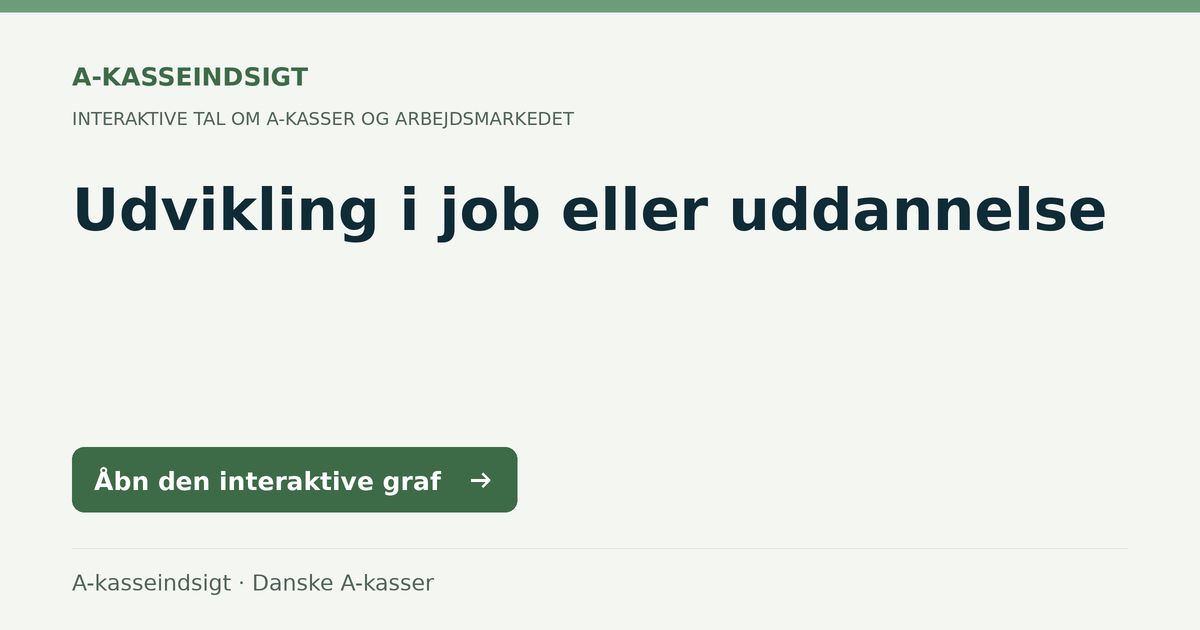 A-KASSEINDSIGT
INTERAKTIVE TAL OM A-KASSER OG ARBEJDSMARKEDET
Udvikling i job eller uddannelse
Åbn den interaktive graf →
A-kasseindsigt · Danske A-kasser